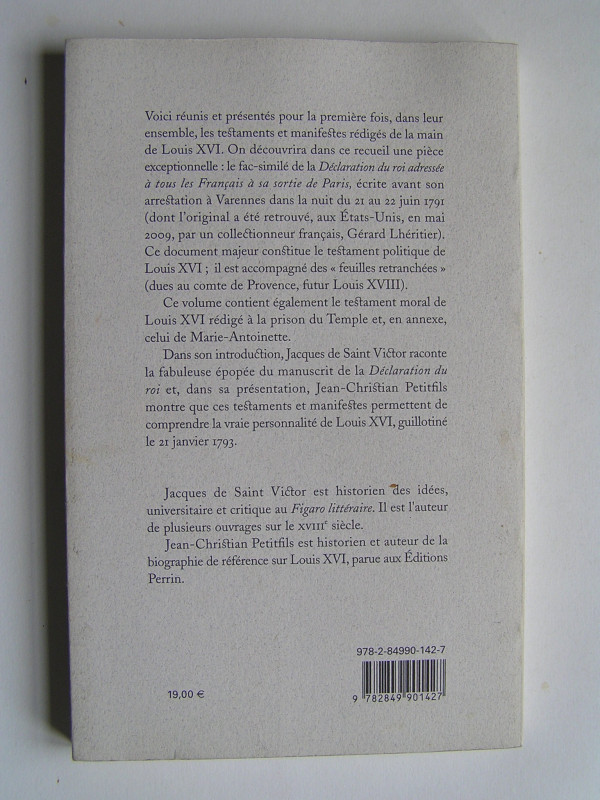 Voici réunis et présentés pour la première fois, dans leur
ensemble, les testaments et manifestes rédigés de la main
de Louis XVI. On découvrira dans ce recueil une pièce
exceptionnelle : le fac-similé de la Déclaration du roi adressée
à tous les Français à sa sortie de Paris, écrite avant son
arrestation à Varennes dans la nuit du 21 au 22 juin 1791
(dont l'original a été retrouvé, aux États-Unis, en mai
2009, par un collectionneur français, Gérard Lhéritier).
Ce document majeur constitue le testament politique de
Louis XVI ; il est accompagné des « feuilles retranchées »
(dues au comte de Provence, futur Louis XVIII).
Ce volume contient également le testament moral de
Louis XVI rédigé à la prison du Temple et, en annexe,
celui de Marie-Antoinette.
Dans son introduction, Jacques de Saint Victor raconte
la fabuleuse épopée du manuscrit de la Déclaration du
roi et, dans sa présentation, Jean-Christian Petitfils
montre que ces testaments et manifestes permettent de
comprendre la vraie personnalité de Louis XVI, guillotiné
le 21 janvier 1793.
Jacques de Saint Victor est historien des idées,
universitaire et critique au Figaro littéraire. Il est l'auteur
de plusieurs ouvrages sur le XVIIIe siècle.
Jean-Christian Petitfils est historien et auteur de la
biographie de référence sur Louis XVI, parue aux Éditions
Perrin.
978-2-84990-142-7
19,00 €
9 782849 901427